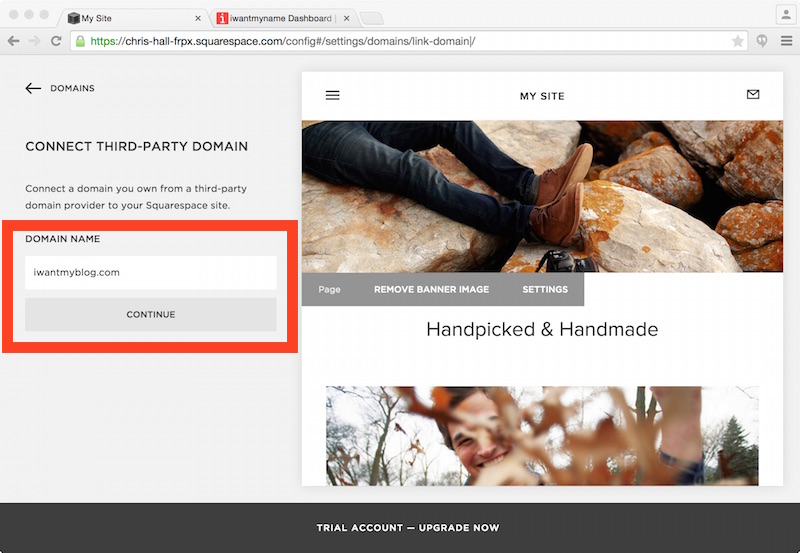 My Site
iwantmyname Dashboard |
https://chris-hall-frpx.squarespace.com/config#/settings/domains/link-domain|/
DOMAINS
CONNECT THIRD-PARTY DOMAIN
Connect a domain you own from a third-party
domain provider to your Squarespace site.
DOMAIN NAME
iwantmyblog.com
CONTINUE
MY SITE
Page
REMOVE BANNER IMAGE
SETTINGS
Handpicked & Handmade
TRIAL ACCOUNT — UPGRADE NOW